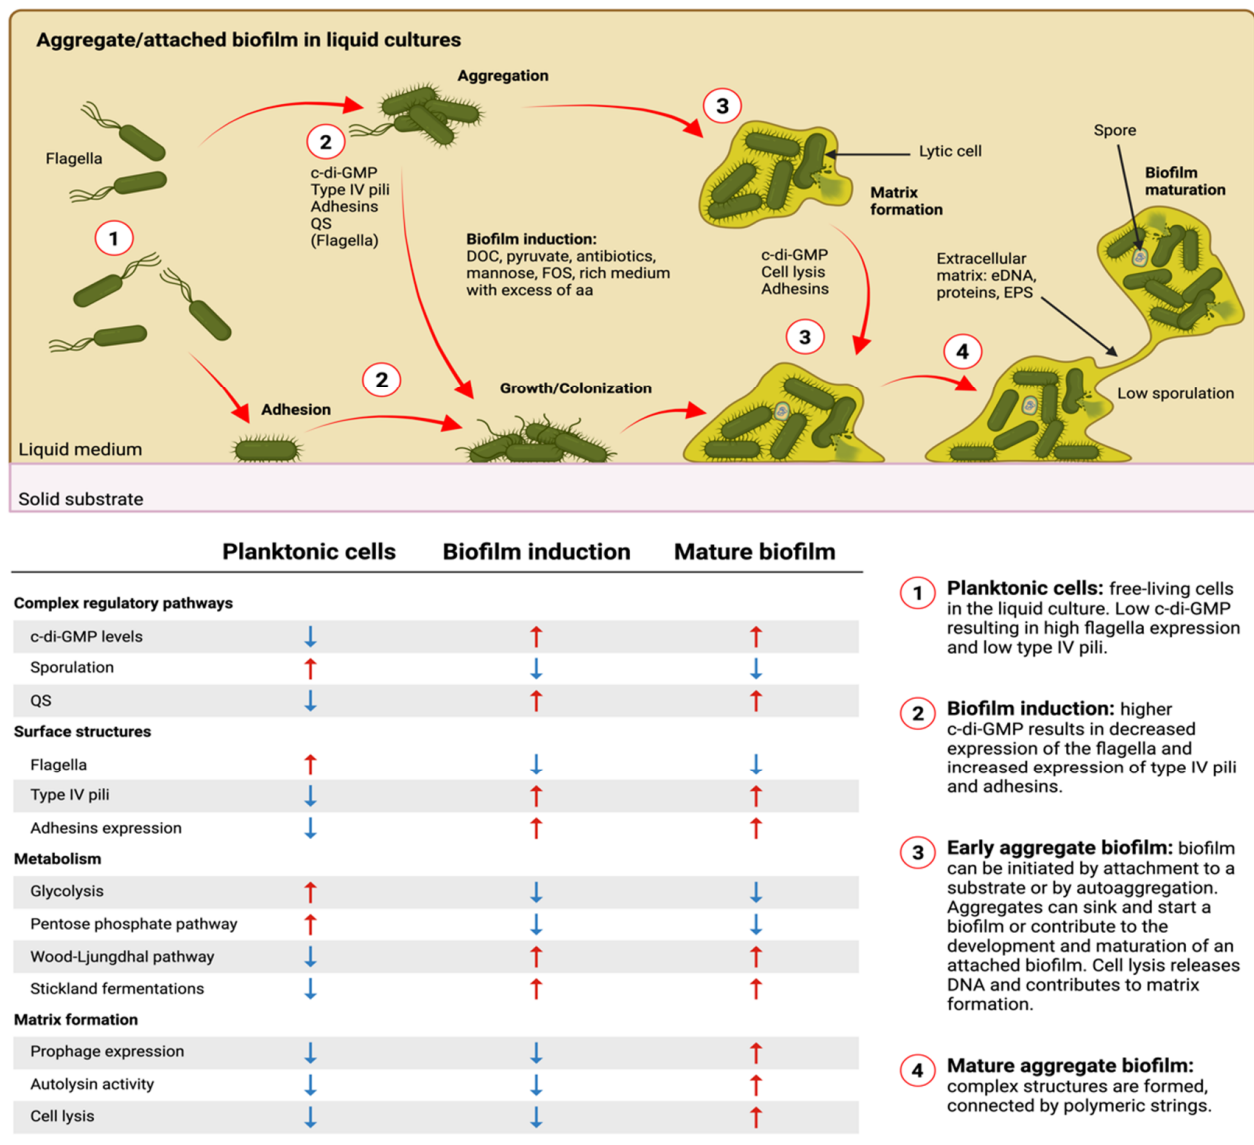 Aggregate/attached biofilm in liquid cultures
Aggregation
Flagella
2
c-di-GMP
Type IV pili
Adhesins
QS
(Flagella)
3
Lytic cell
Matrix
formation
Spore
Biofilm
maturation
1
Biofilm induction:
DOC, pyruvate, antibiotics,
mannose, FOS, rich medium
with excess of aa
c-di-GMP
Cell lysis
Adhesins
Extracellular
matrix: eDNA,
proteins, EPS
3
4
2
Adhesion
Growth/Colonization
Low sporulation
Liquid medium
Solid substrate
Planktonic cells Biofilm induction Mature biofilm
Complex regulatory pathways
c-di-GMP levels ↓ ↑ ↑
Sporulation ↑ ↓ ↓
QS ↓ ↑ ↑
Surface structures
Flagella ↑ ↓ ↓
Type IV pili ↓ ↑ ↑
Adhesins expression ↓ ↑ ↑
Metabolism
Glycolysis ↑ ↓ ↓
Pentose phosphate pathway ↑ ↓ ↓
Wood-Ljungdhal pathway ↓ ↑ ↑
Stickland fermentations ↓ ↑ ↑
Matrix formation
Prophage expression ↓ ↓ ↑
Autolysin activity ↓ ↓ ↑
Cell lysis ↓ ↓ ↑
1 Planktonic cells: free-living cells
in the liquid culture. Low c-di-GMP
resulting in high flagella expression
and low type IV pili.
2 Biofilm induction: higher
c-di-GMP results in decreased
expression of the flagella and
increased expression of type IV pili
and adhesins.
3 Early aggregate biofilm: biofilm
can be initiated by attachment to a
substrate or by autoaggregation.
Aggregates can sink and start a
biofilm or contribute to the
development and maturation of an
attached biofilm. Cell lysis releases
DNA and contributes to matrix
formation.
4 Mature aggregate biofilm:
complex structures are formed,
connected by polymeric strings.